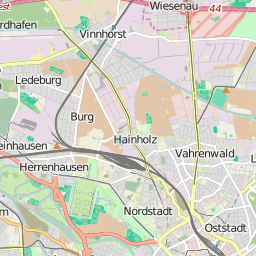 Wiesenau
44
rdhafen
Vinnhorst
Ledeburg
Burg
Hainholz
einhausen
Vahrenwald
Herrenhausen
Nordstadt
Oststadt